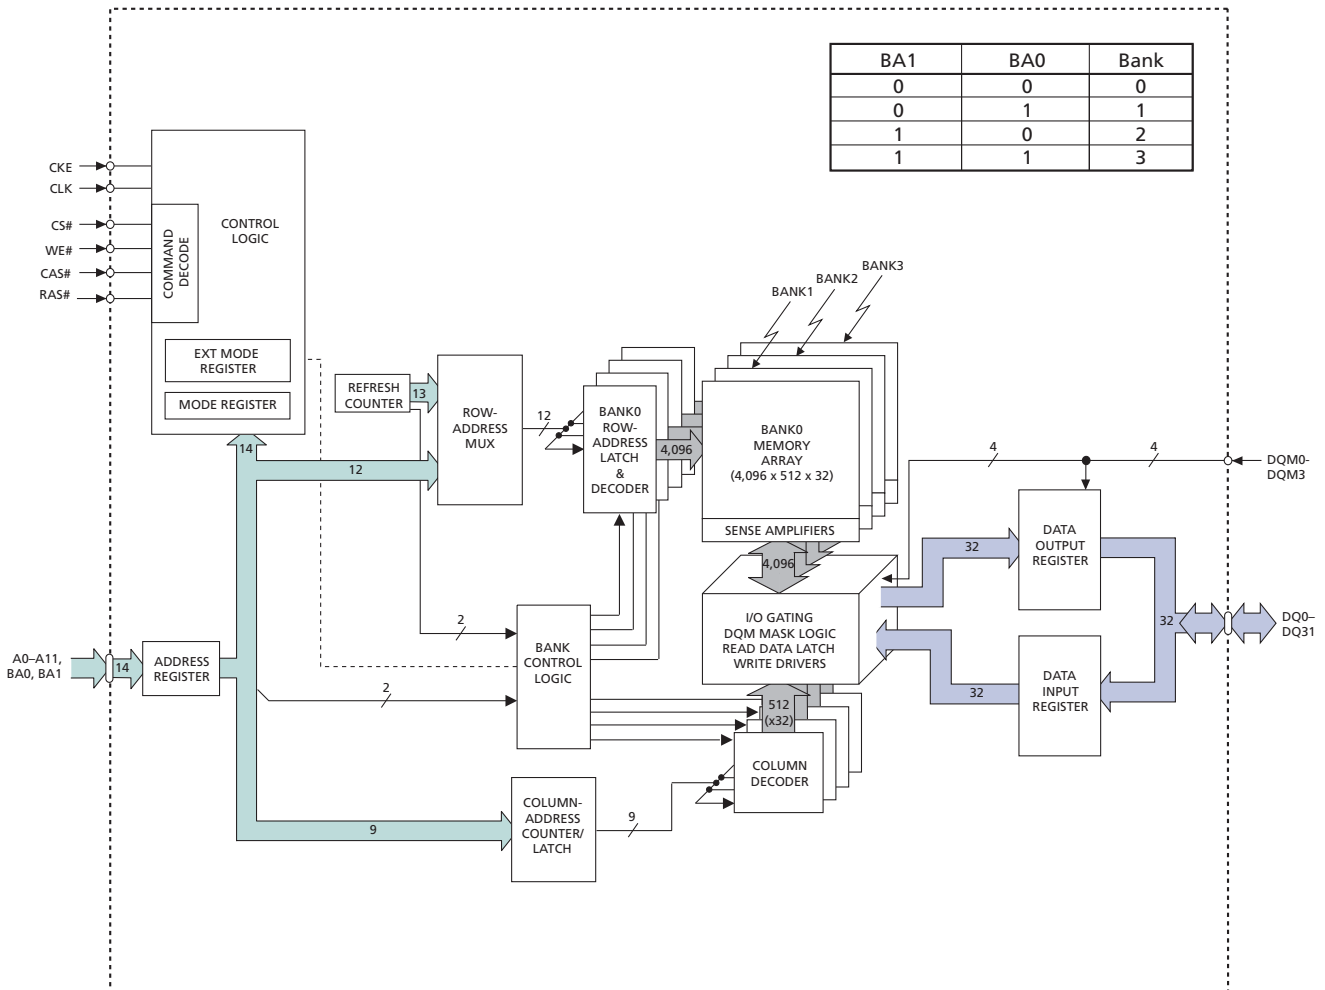 BA1 BA0 Bank
0 0 0
0 1 1
1 0 2
1 1 3
CKE
CLK
CS#
WE#
CAS#
RAS#
COMMAND
DECODE
CONTROL
LOGIC
EXT MODE
REGISTER
MODE REGISTER
14
12
REFRESH
COUNTER
13
ROW-
ADDRESS
MUX
12
BANK0
ROW-
ADDRESS
LATCH
&
DECODER
4,096
BANK1
BANK2
BANK3
BANK0
MEMORY
ARRAY
(4,096 x 512 x 32)
SENSE AMPLIFIERS
4,096
I/O GATING
DQM MASK LOGIC
READ DATA LATCH
WRITE DRIVERS
4
4
DQM0-
DQM3
32
DATA
OUTPUT
REGISTER
32
DQ0–
DQ31
32
DATA
INPUT
REGISTER
A0–A11,
BA0, BA1
14
ADDRESS
REGISTER
2
2
BANK
CONTROL
LOGIC
512
(x32)
COLUMN
DECODER
9
COLUMN-
ADDRESS
COUNTER/
LATCH
9